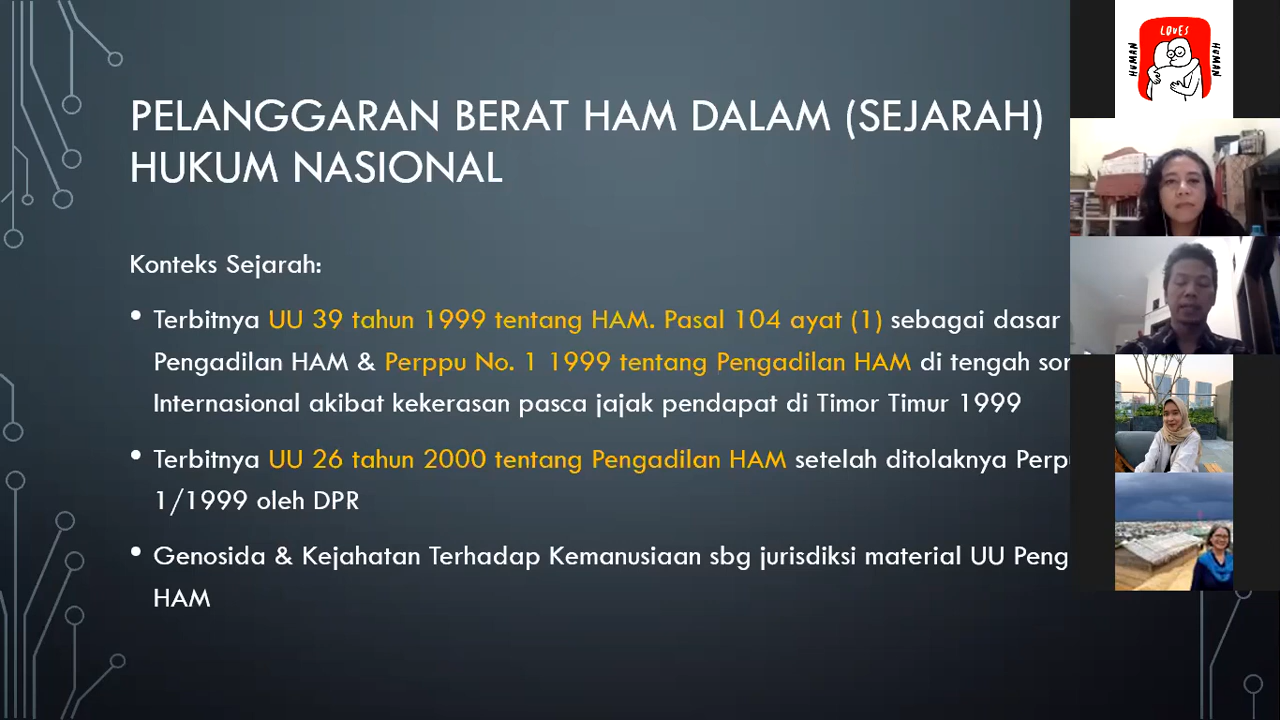 PELANGGARAN BERAT HAM DALAM (SEJARAH)
HUKUM NASIONAL
Konteks Sejarah:
• Terbitnya UU 39 tahun 1999 tentang HAM. Pasal 104 ayat (1) sebagai dasar
Pengadilan HAM & Perppu No. 1 1999 tentang Pengadilan HAM di tengah
Internasional akibat kekerasan pasca jajak pendapat di Timor Timur 1999
• Terbitnya UU 26 tahun 2000 tentang Pengadilan HAM setelah ditolaknya
1/1999 oleh DPR
• Genosida & Kejahatan Terhadap Kemanusiaan sbg jurisdiksi material UU
HAM
HUMAN
LOVES
HUMAN